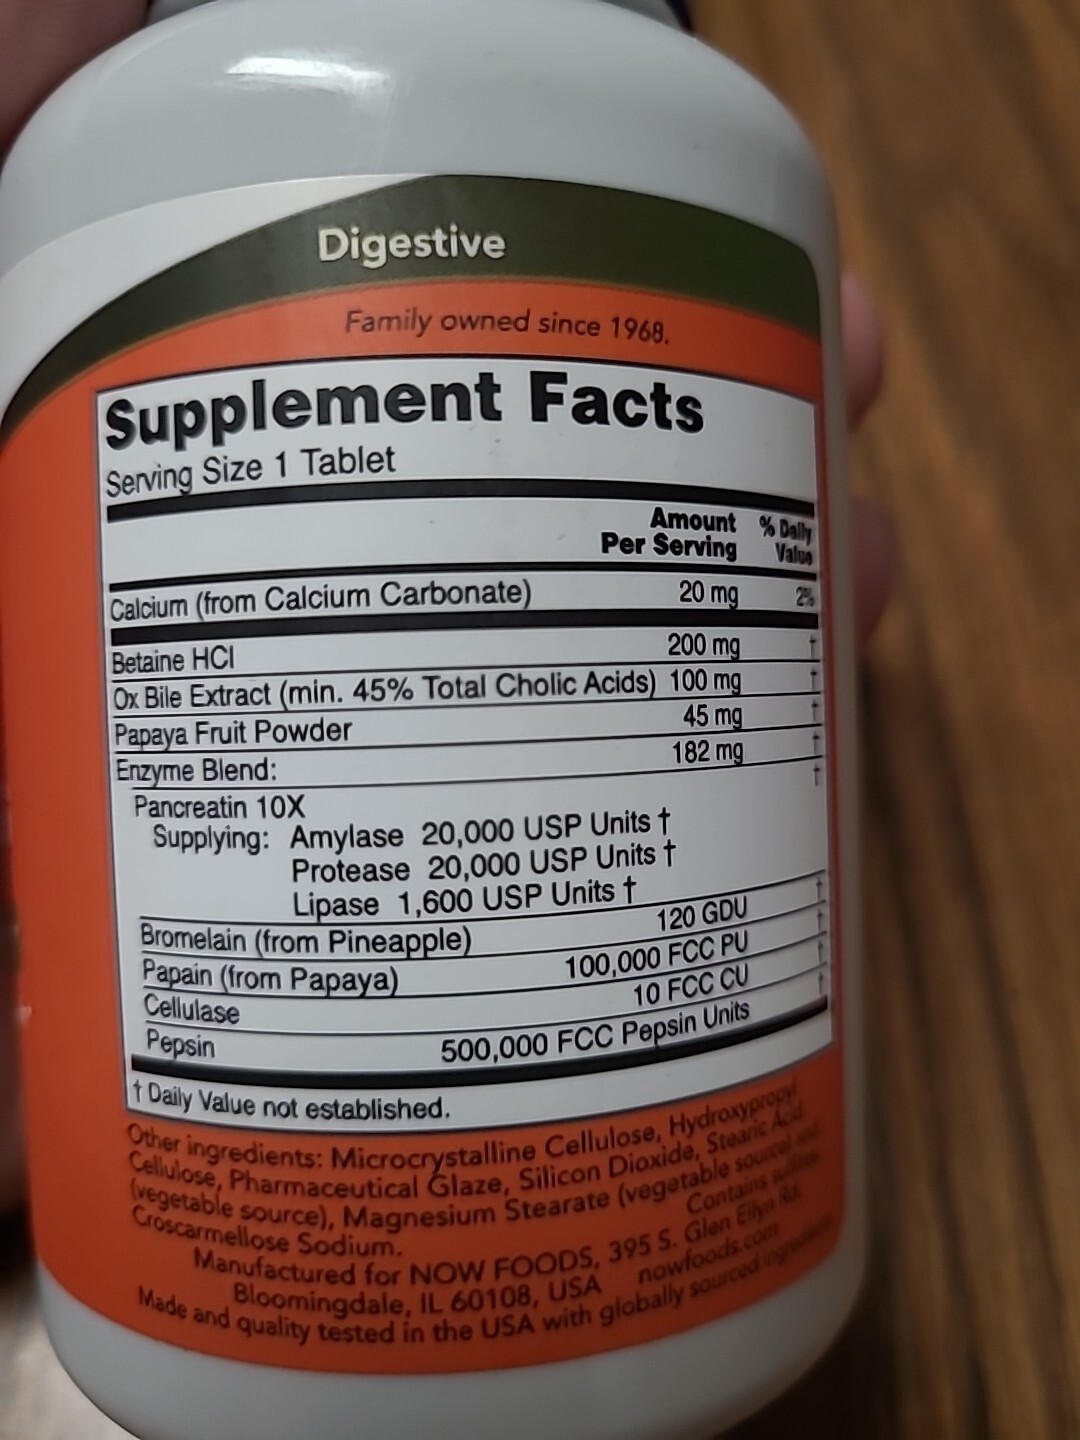 Digestive
Family owned since 1968.
Supplement Facts
Serving Size 1 Tablet
Amount Per Serving
% Daily Value
Calcium (from Calcium Carbonate) 20 mg 2%
Betaine HCl 200 mg †
Ox Bile Extract (min. 45% Total Cholic Acids) 100 mg †
Papaya Fruit Powder 45 mg †
Enzyme Blend: 182 mg †
Pancreatin 10X †
Supplying: Amylase 20,000 USP Units †
Protease 20,000 USP Units †
Lipase 1,600 USP Units †
Bromelain (from Pineapple) 120 GDU †
Papain (from Papaya) 100,000 FCC PU †
Cellulase 10 FCC CU †
Pepsin 500,000 FCC Pepsin Units †
† Daily Value not established.
Other ingredients: Microcrystalline Cellulose, Hydroxypropyl
Cellulose, Pharmaceutical Glaze, Silicon Dioxide, Stearic Acid
(vegetable source), Magnesium Stearate (vegetable source) and
Croscarmellose Sodium. Contains sulfites
Manufactured for NOW FOODS, 395 S. Glen Ellyn Rd.
Bloomingdale, IL 60108, USA nowfoods.com
Made and quality tested in the USA with globally sourced ingredients